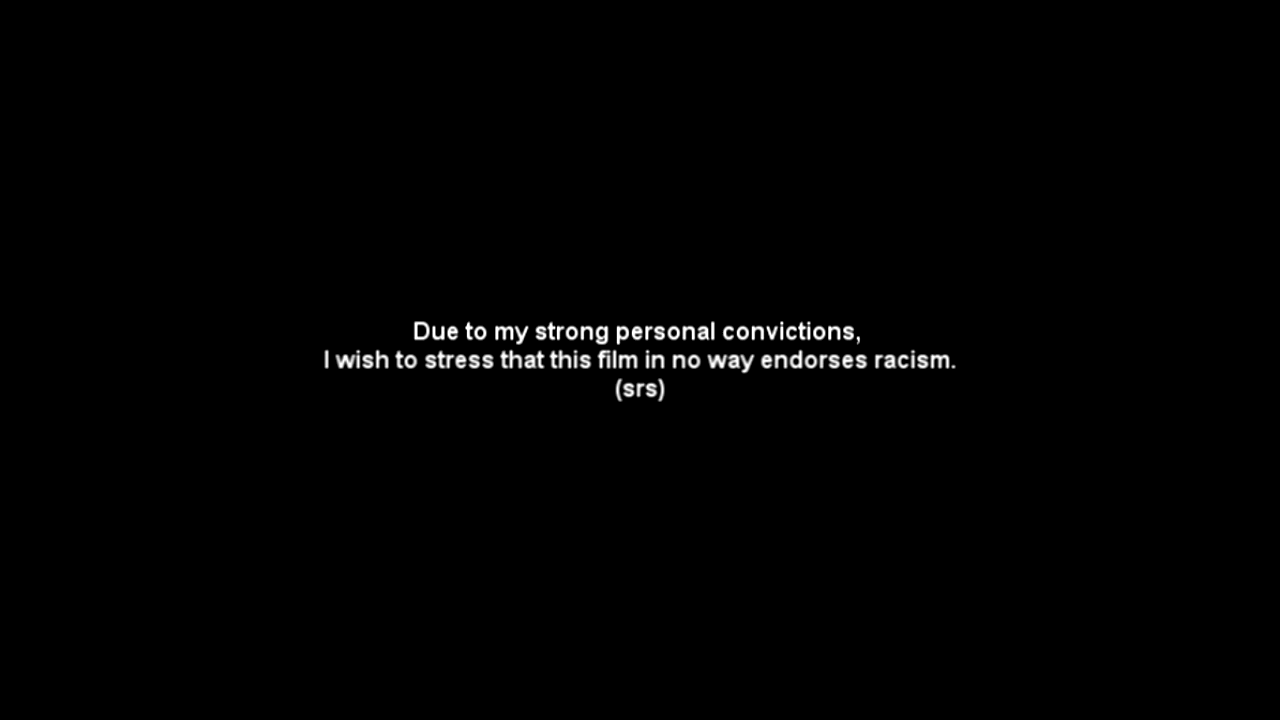 Due to my strong personal convictions,
I wish to stress that this film in no way endorses racism.
(srs)